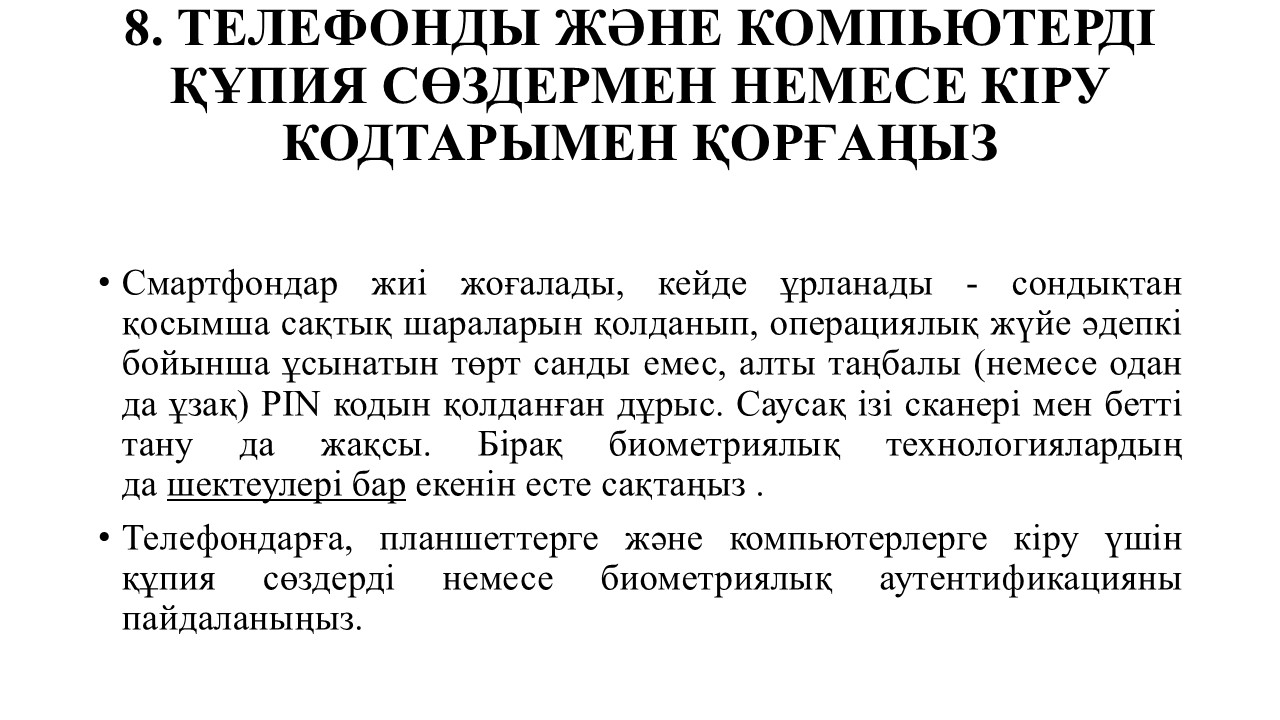 8. ТЕЛЕФОНДЫ ЖӘНЕ КОМПЬЮТЕРДІ
ҚҰПИЯ СӨЗДЕРМЕН НЕМЕСЕ КІРУ
КОДТАРЫМЕН ҚОРҒАҢЫЗ
• Смартфондар жиі жоғалады, кейде ұрланады - сондықтан
қосымша сақтық шараларын қолданып, операциялық жүйе әдепкі
бойынша ұсынатын төрт санды емес, алты таңбалы (немесе одан
да ұзақ) PIN кодын қолданған дұрыс. Саусақ ізі сканері мен бетті
тану да жақсы. Бірақ биометриялық технологиялардың
да шектеулері бар екенін есте сақтаңыз .
• Телефондарға, планшеттерге және компьютерлерге кіру үшін
құпия сөздерді немесе биометриялық аутентификацияны
пайдаланыңыз.